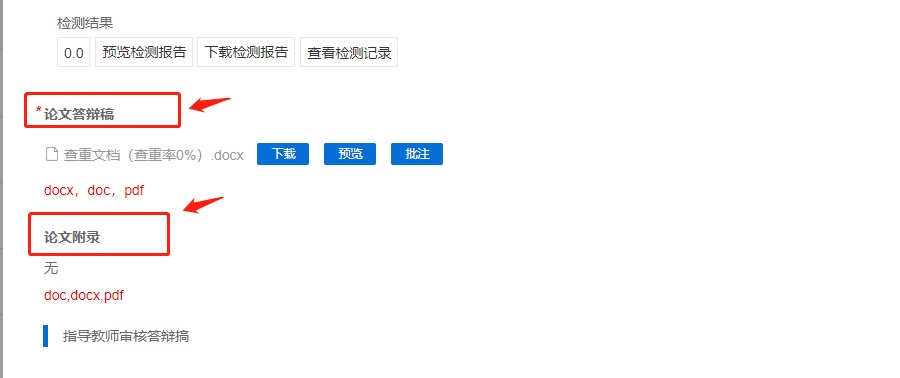 检测结果
0.0 预览检测报告 下载检测报告 查看检测记录
*论文答辩稿
查重文档（查重率0%）.docx 下载 预览 批注
docx，doc，pdf
论文附录
无
doc,docx,pdf
指导教师审核答辩搞